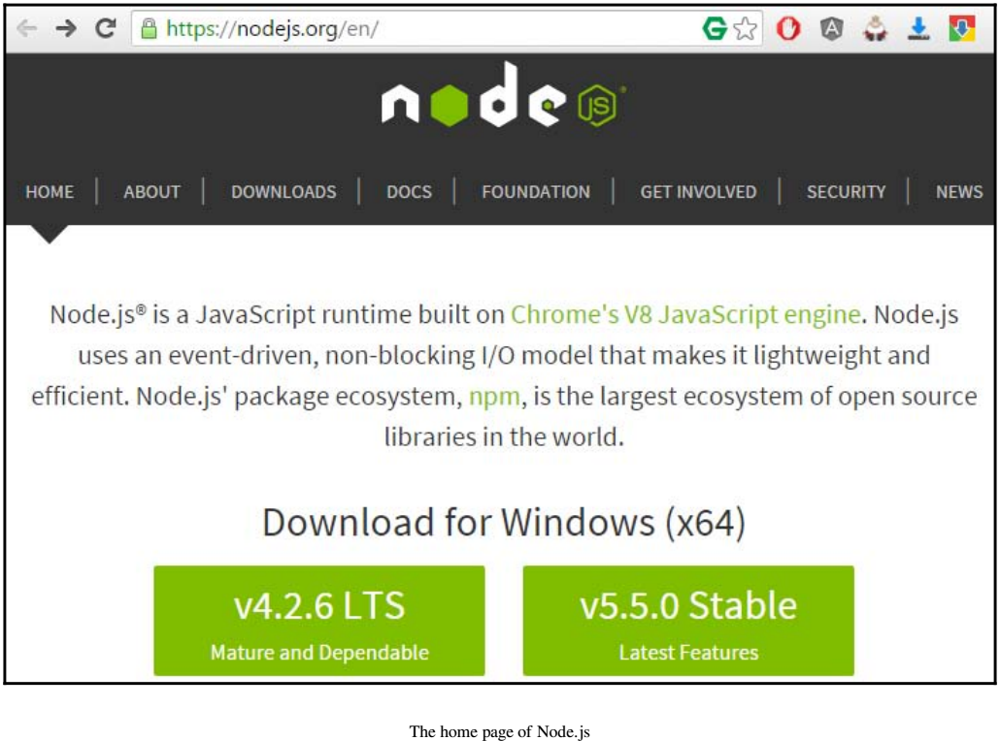 https://nodejs.org/en/
node JS®
HOME | ABOUT | DOWNLOADS | DOCS | FOUNDATION | GET INVOLVED | SECURITY | NEWS
Node.js® is a JavaScript runtime built on Chrome's V8 JavaScript engine. Node.js
uses an event-driven, non-blocking I/O model that makes it lightweight and
efficient. Node.js' package ecosystem, npm, is the largest ecosystem of open source
libraries in the world.
Download for Windows (x64)
v4.2.6 LTS
Mature and Dependable
v5.5.0 Stable
Latest Features
The home page of Node.js